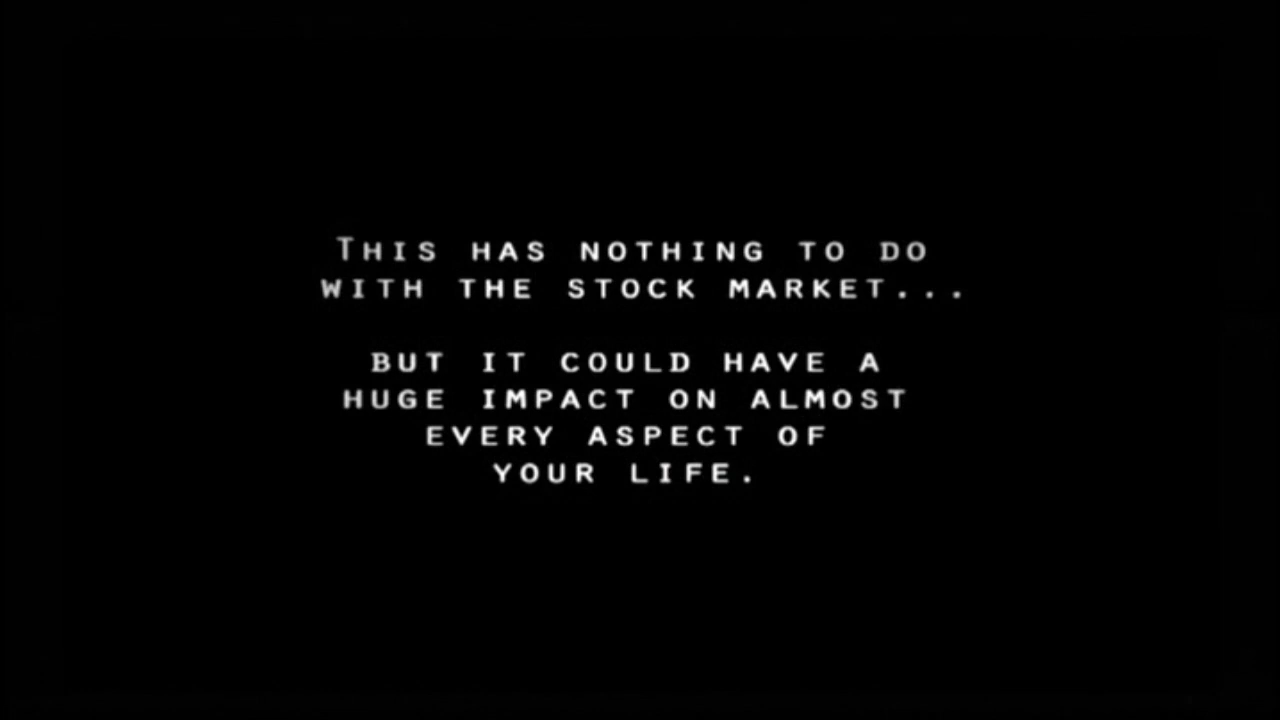 THIS HAS NOTHING TO DO
WITH THE STOCK MARKET...
BUT IT COULD HAVE A
HUGE IMPACT ON ALMOST
EVERY ASPECT OF
YOUR LIFE.